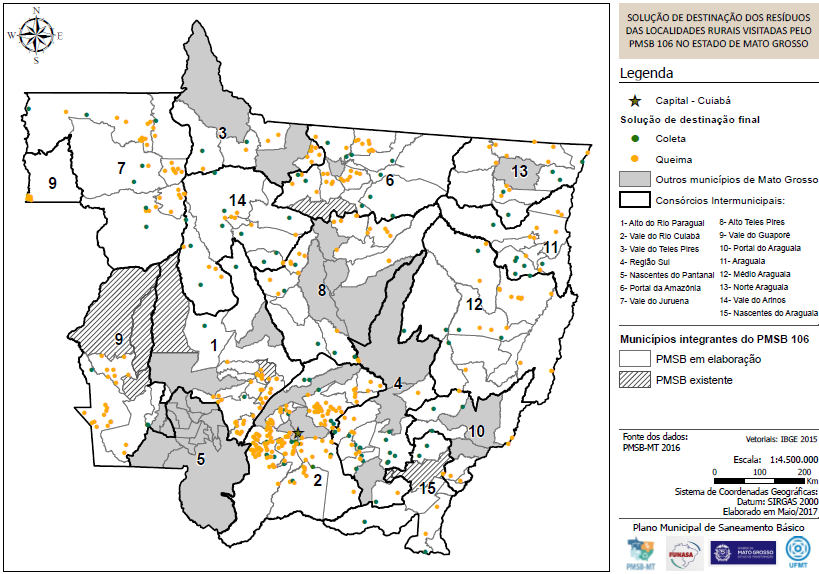 N
W E
S
3
7
9
13
6
14
11
8
12
9
1
4
10
5
15
2
SOLUÇÃO DE DESTINAÇÃO DOS RESÍDUOS
DAS LOCALIDADES RURAIS VISITADAS PELO
PMSB 106 NO ESTADO DE MATO GROSSO
Legenda
Capital - Cuiabá
Solução de destinação final
Coleta
Queima
Outros municípios de Mato Grosso
Consórcios Intermunicipais:
1- Alto do Rio Paraguai
2- Vale do Rio Cuiabá
3- Vale do Teles Pires
4- Região Sul
5- Nascentes do Pantanal
6- Portal da Amazônia
7- Vale do Juruena
8- Alto Teles Pires
9- Vale do Guaporé
10- Portal do Araguaia
11- Araguaia
12- Médio Araguaia
13- Norte Araguaia
14- Vale do Arinos
15- Nascentes do Araguaia
Municípios integrantes do PMSB 106
PMSB em elaboração
PMSB existente
Fonte dos dados:
PMSB-MT 2016
Vetoriais: IBGE 2015
Escala: 1:4.500.000
0 100 200
Km
Sistema de Coordenadas Geográficas:
Datum: SIRGAS 2000
Elaborado em Maio/2017
Plano Municipal de Saneamento Básico
PMSB-MT
FUNASA
MATO GROSSO
UFMT